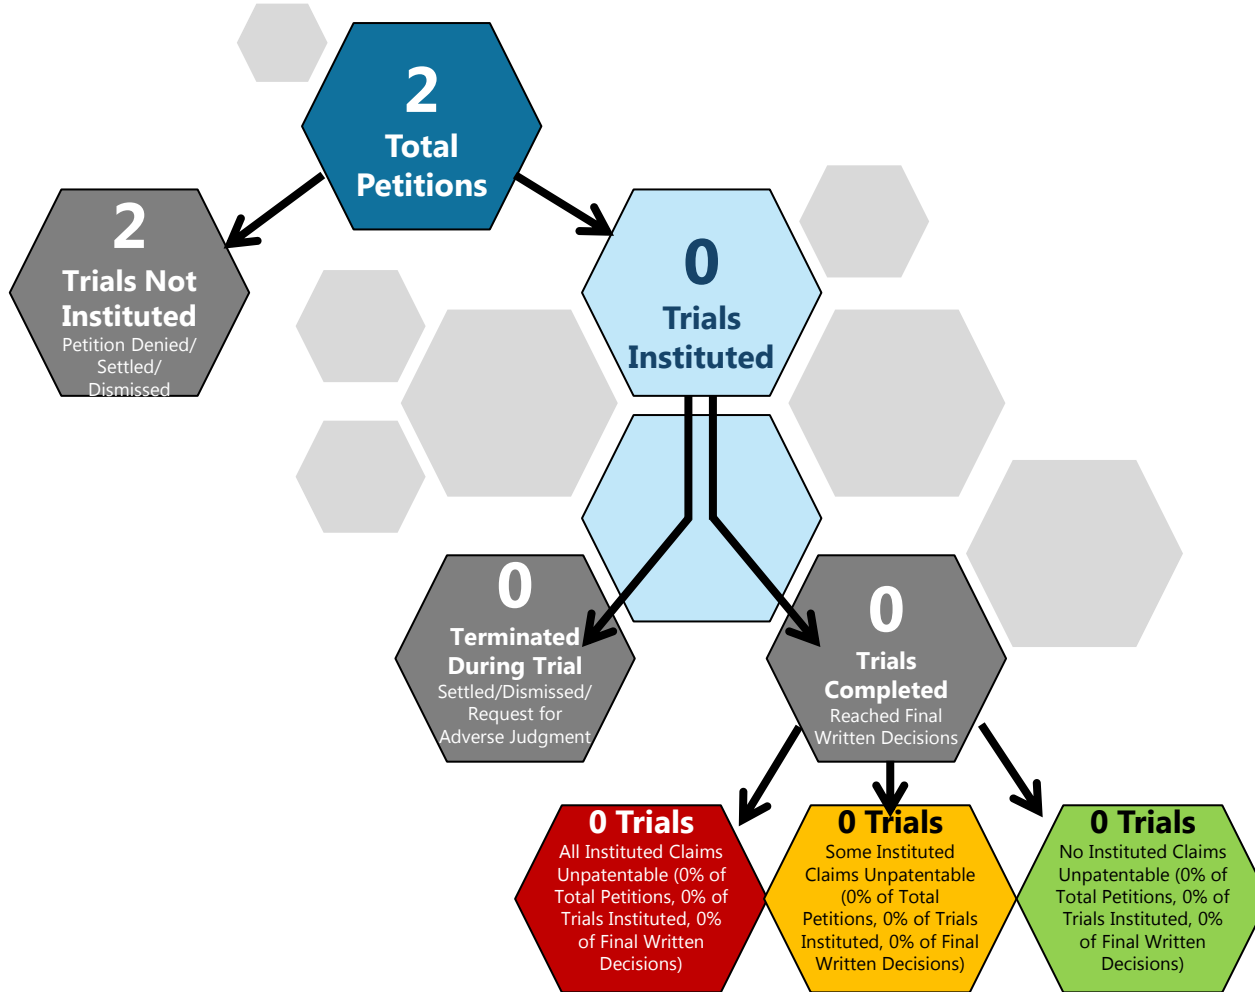 2
Total
Petitions
2
Trials Not
Instituted
Petition Denied/
Settled/
Dismissed
0
Trials
Instituted
0
Terminated
During Trial
Settled/Dismissed/
Request for
Adverse Judgment
0
Trials
Completed
Reached Final
Written Decisions
0 Trials
All Instituted Claims
Unpatentable (0% of
Total Petitions, 0% of
Trials Instituted, 0%
of Final Written
Decisions)
0 Trials
Some Instituted
Claims Unpatentable
(0% of Total
Petitions, 0% of Trials
Instituted, 0% of Final
Written Decisions)
0 Trials
No Instituted Claims
Unpatentable (0% of
Total Petitions, 0% of
Trials Instituted, 0%
of Final Written
Decisions)